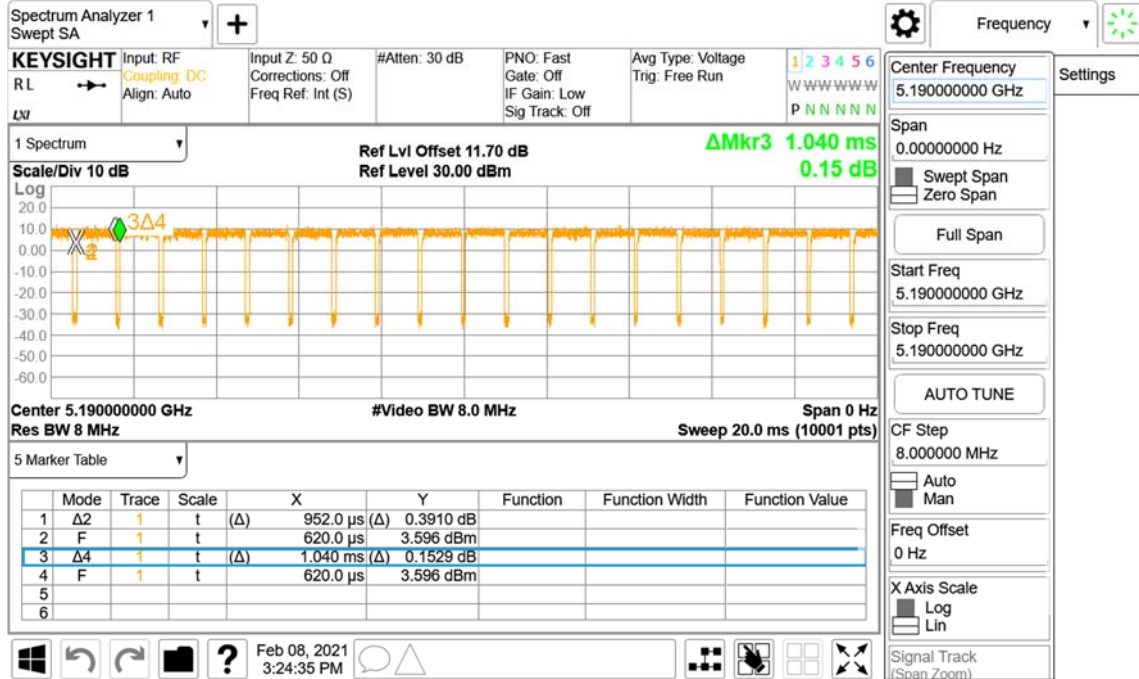 Spectrum Analyzer 1
Swept SA
+
Frequency
KEYSIGHT
R L
LXI
Input: RF
Coupling: DC
Align: Auto
Input Z: 50 Ω
Corrections: Off
Freq Ref: Int (S)
#Atten: 30 dB
PNO: Fast
Gate: Off
IF Gain: Low
Sig Track: Off
Avg Type: Voltage
Trig: Free Run
1 2 3 4 5 6
W W W W W W
P N N N N N
1 Spectrum
Scale/Div 10 dB
Ref Lvl Offset 11.70 dB
Ref Level 30.00 dBm
ΔMkr3 1.040 ms
0.15 dB
Log
20.0
10.0
0.00
-10.0
-20.0
-30.0
-40.0
-50.0
-60.0
3Δ4
Center 5.190000000 GHz
#Video BW 8.0 MHz
Span 0 Hz
Res BW 8 MHz
Sweep 20.0 ms (10001 pts)
5 Marker Table
Mode Trace Scale X Y Function Function Width Function Value
1 Δ2 1 t (Δ) 952.0 µs (Δ) 0.3910 dB
2 F 1 t 620.0 µs 3.596 dBm
3 Δ4 1 t (Δ) 1.040 ms (Δ) 0.1529 dB
4 F 1 t 620.0 µs 3.596 dBm
5
6
?
Feb 08, 2021
3:24:35 PM
Center Frequency
5.190000000 GHz
Settings
Span
0.00000000 Hz
Swept Span
Zero Span
Full Span
Start Freq
5.190000000 GHz
Stop Freq
5.190000000 GHz
AUTO TUNE
CF Step
8.000000 MHz
Auto
Man
Freq Offset
0 Hz
X Axis Scale
Log
Lin
Signal Track
(Span Zoom)